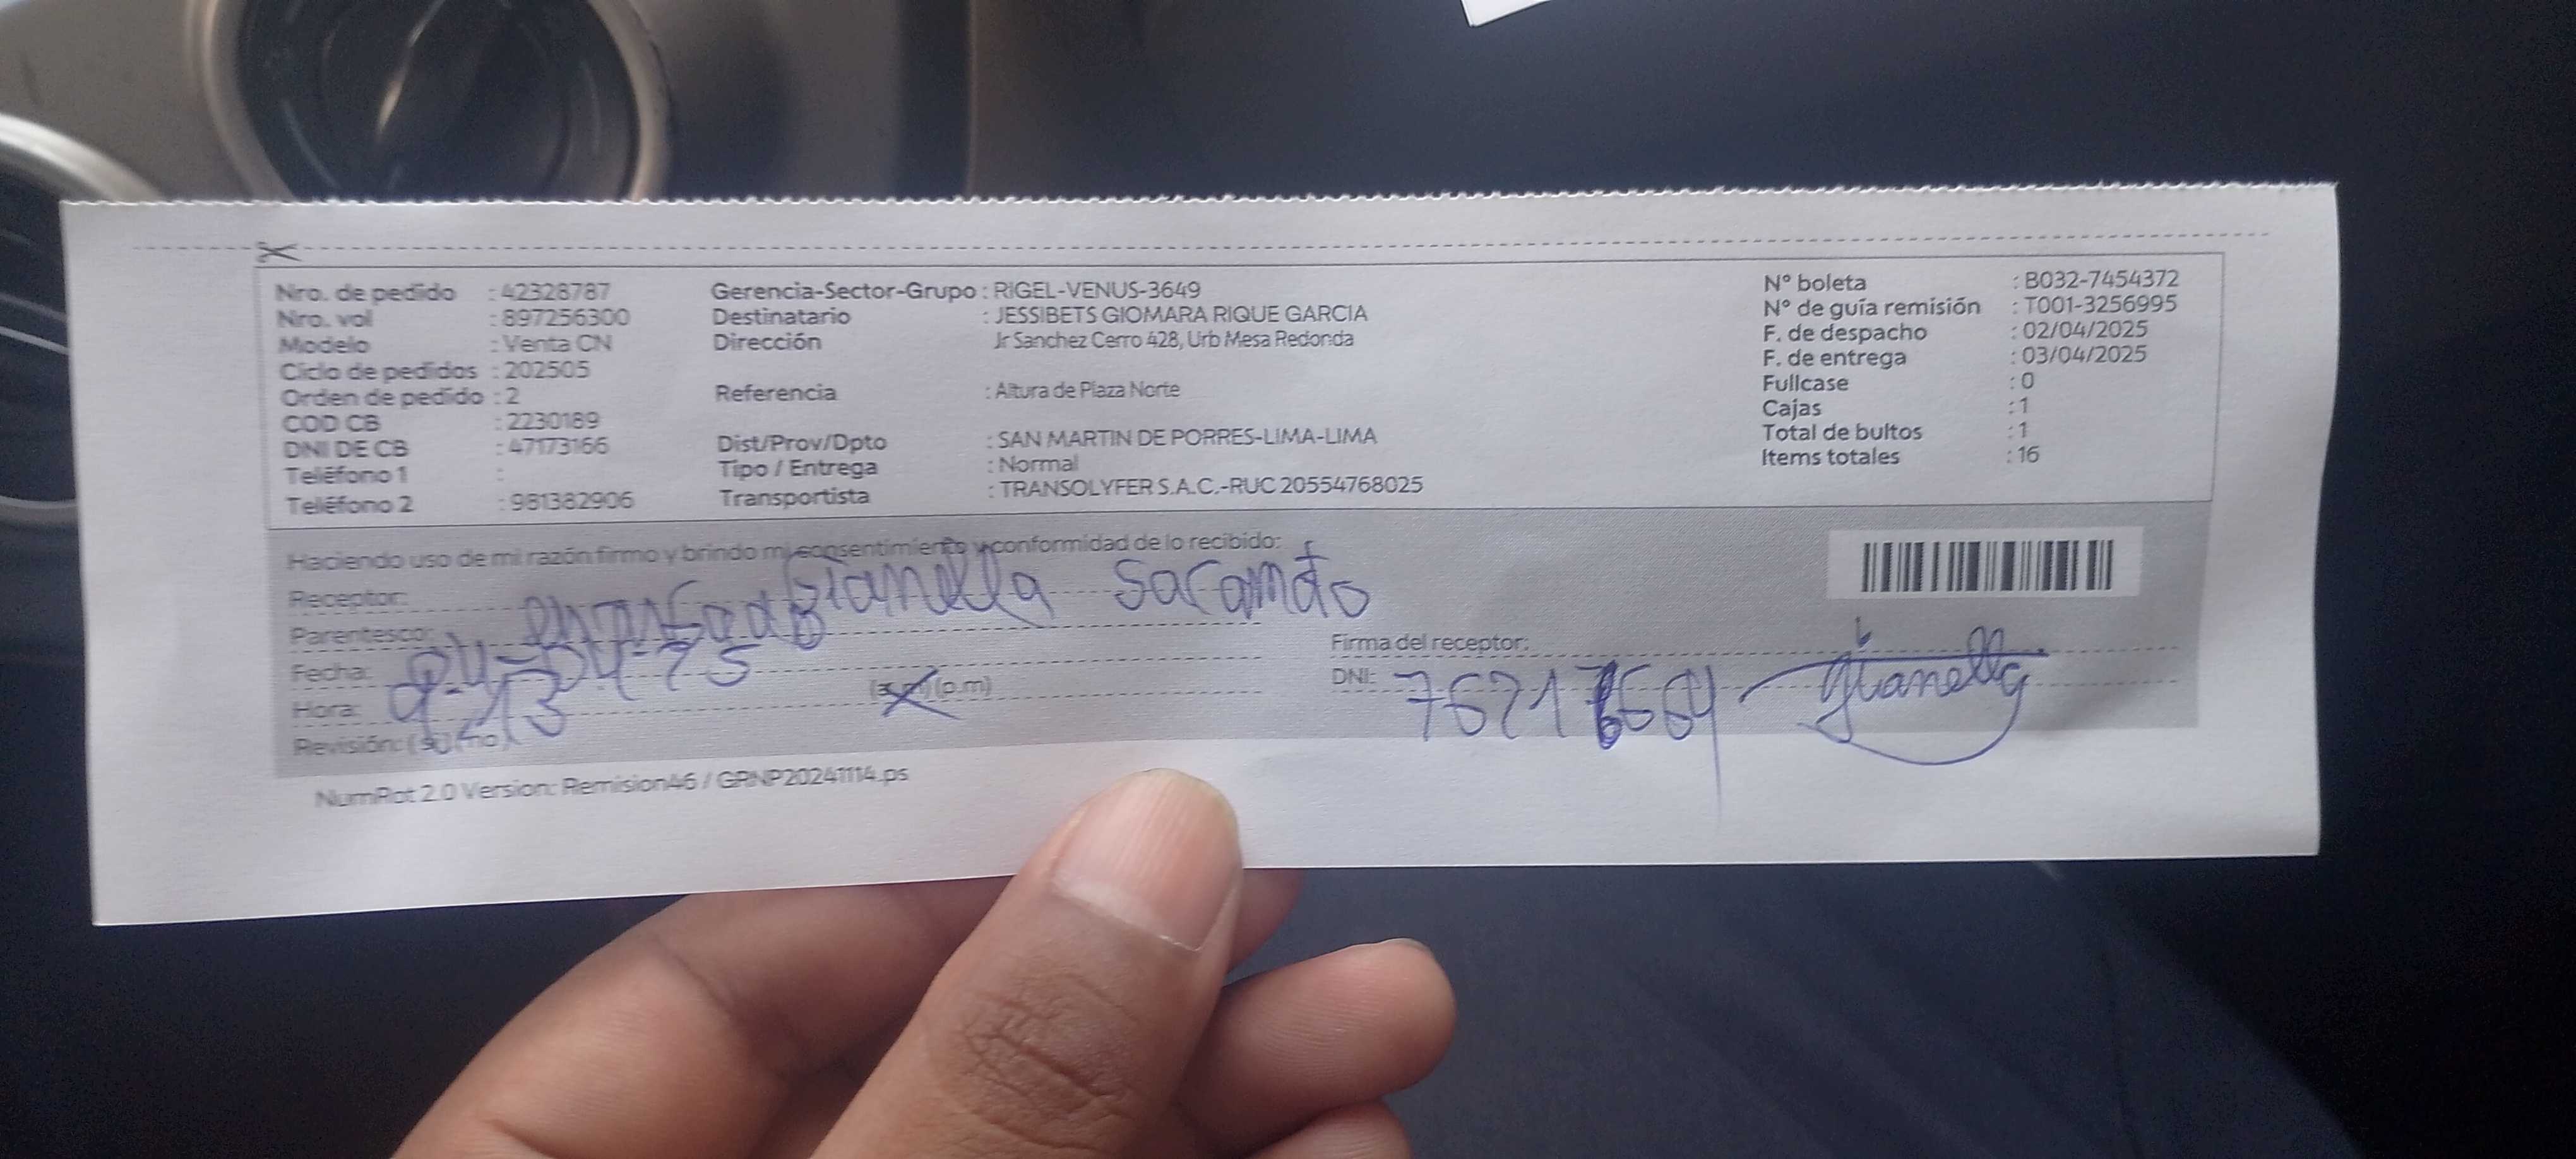 Nro. de pedido : 42328787
Nro. vol : 897256300
Modelo : Venta CN
Ciclo de pedidos : 202505
Orden de pedido : 2
COD CB : 2230189
DNI DE CB : 47173166
Teléfono 1 :
Teléfono 2 : 981382906
Gerencia-Sector-Grupo : RIGEL-VENUS-3649
Destinatario : JESSIBETS GIOMARA RIQUE GARCIA
Dirección Jr Sanchez Cerro 428, Urb Mesa Redonda
Referencia : Altura de Plaza Norte
Dist/Prov/Dpto : SAN MARTIN DE PORRES-LIMA-LIMA
Tipo / Entrega : Normal
Transportista : TRANSOLYFER S.A.C.-RUC 20554768025
N° boleta : B032-7454372
N° de guía remisión : T001-3256995
F. de despacho : 02/04/2025
F. de entrega : 03/04/2025
Fullcase : 0
Cajas : 1
Total de bultos : 1
Items totales : 16
Haciendo uso de mi razón firmo y brindo mi consentimiento y conformidad de lo recibido:
Receptor: Gianella
Parentesco:
Fecha:
Hora: (p.m)
Revisión: (si) (no)
Firma del receptor: gianella
DNI:
NumRot 2.0 Version: Remision46 / GRNP20241114.ps